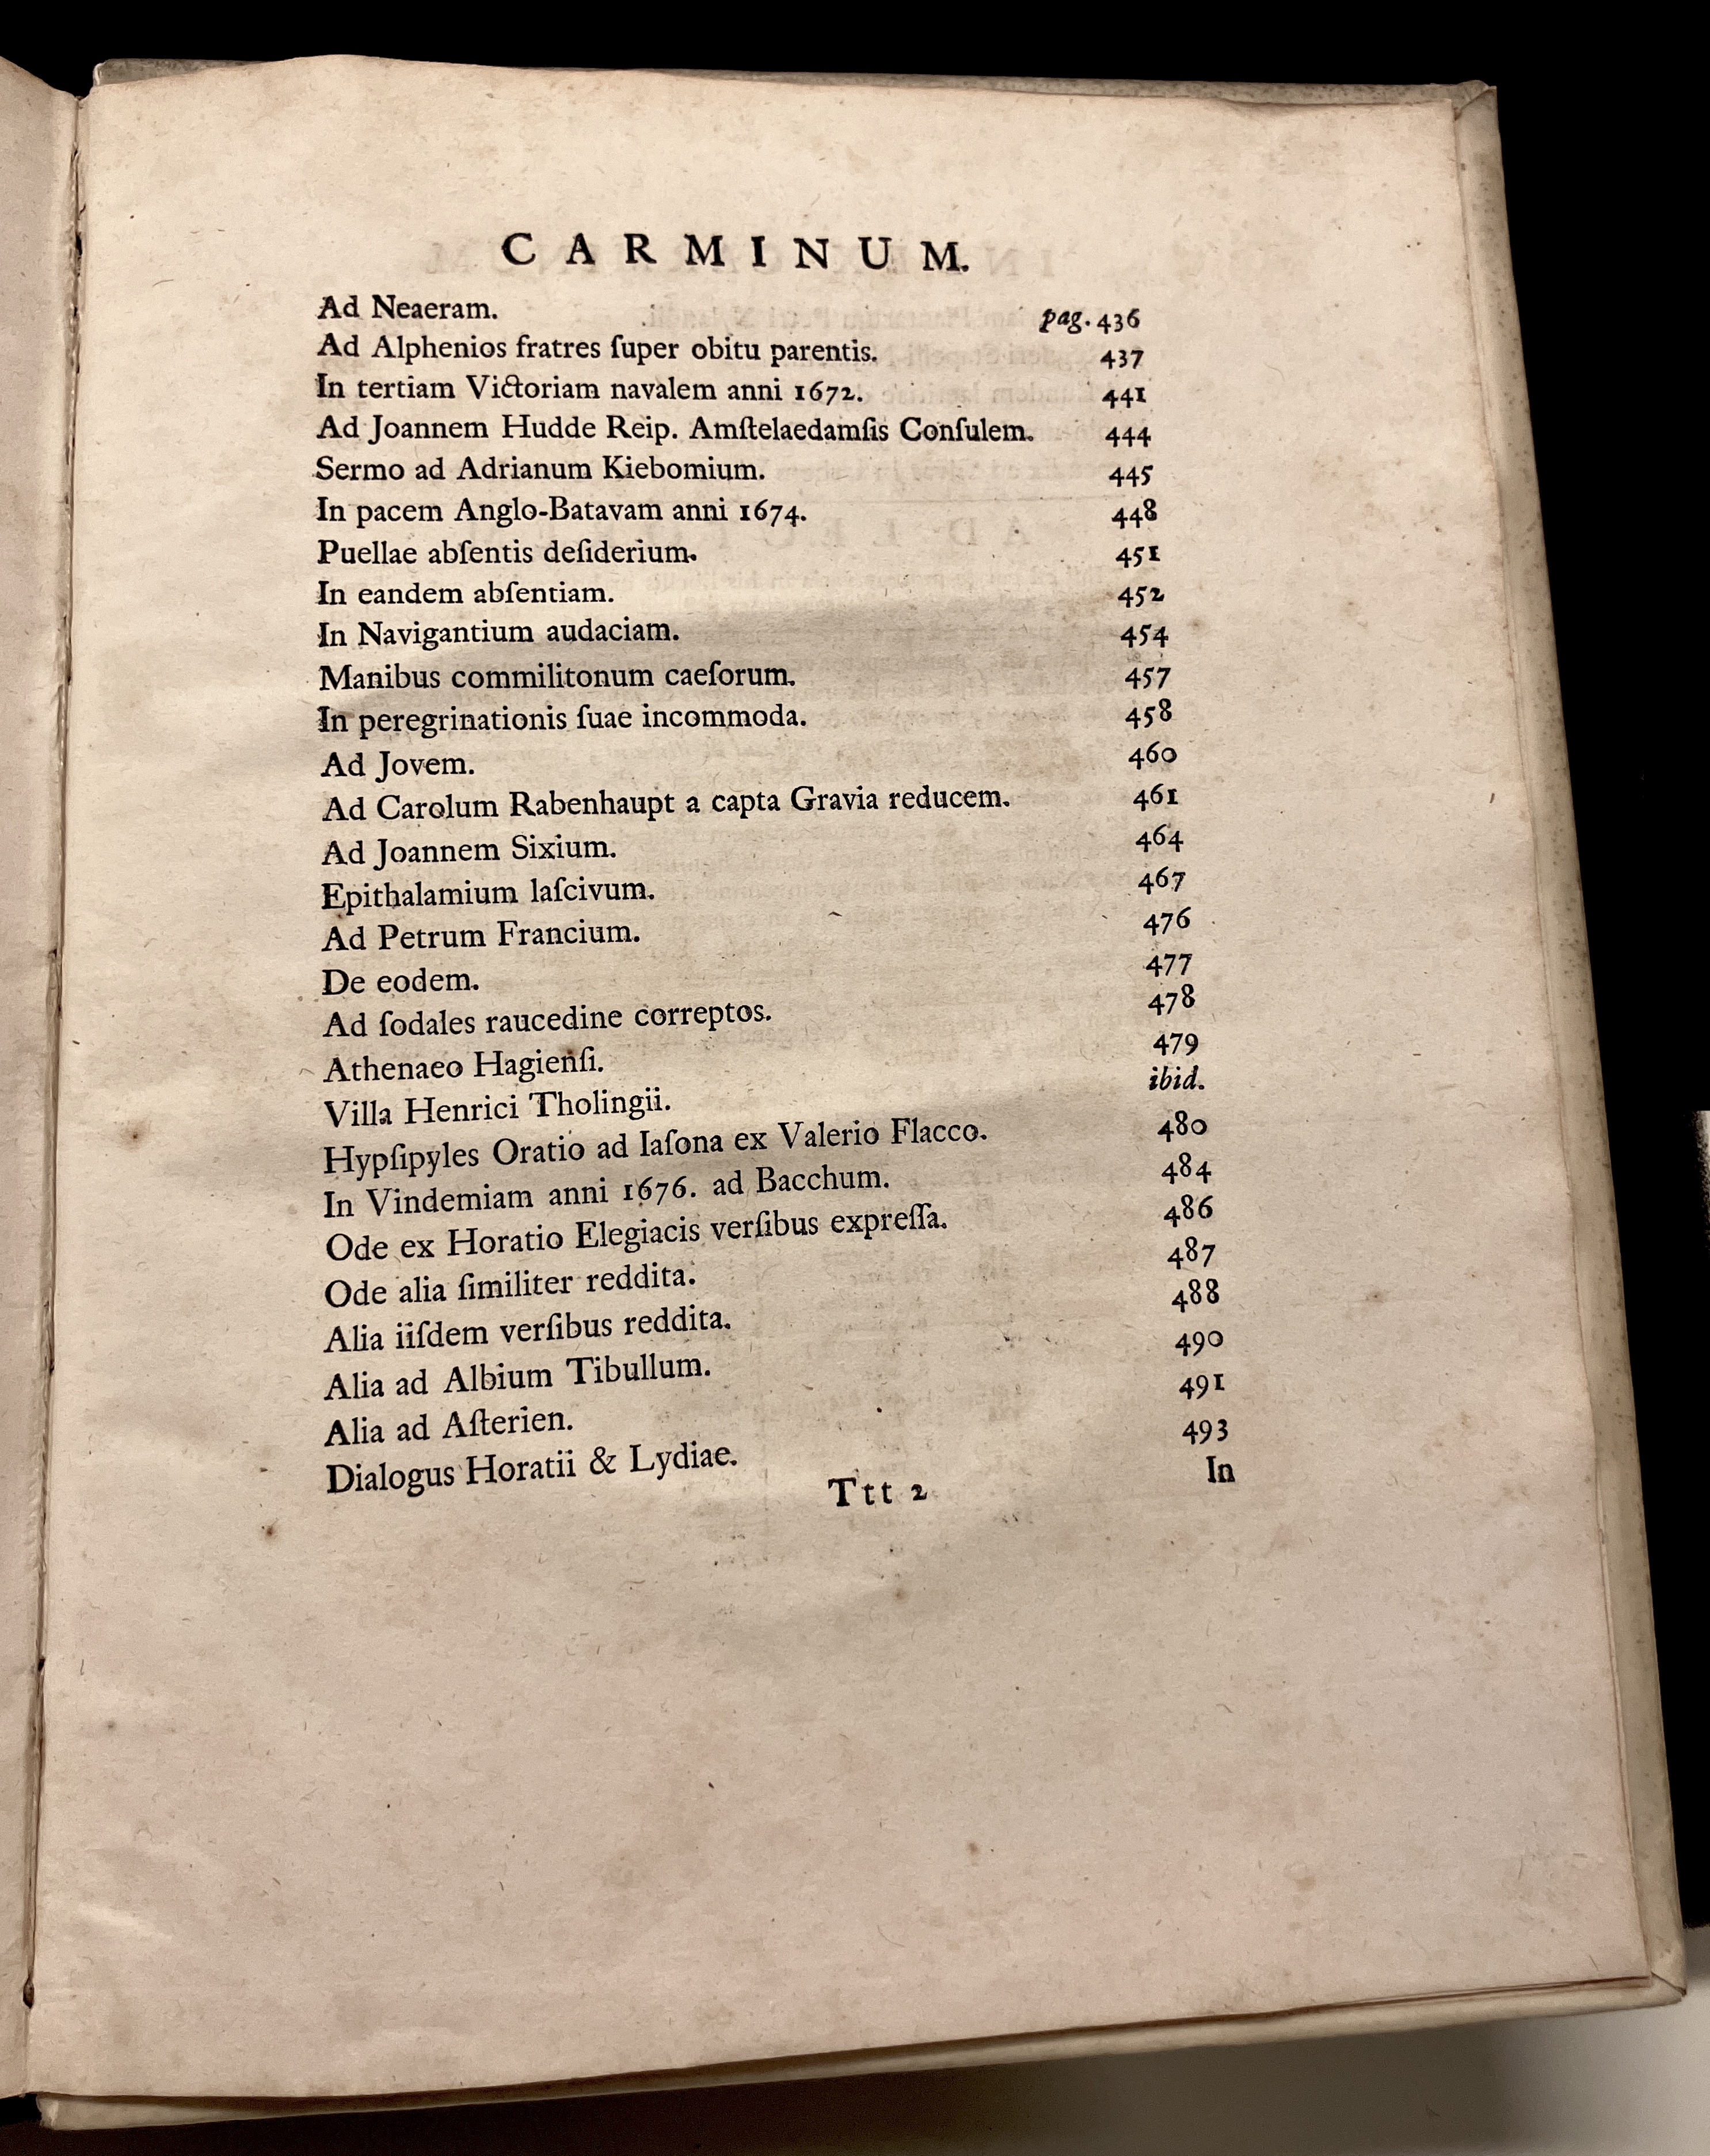 CARMINUM.
Ad Neaeram. pag. 436
Ad Alphenios fratres ſuper obitu parentis. 437
In tertiam Victoriam navalem anni 1672. 441
Ad Joannem Hudde Reip. Amſtelaedamſis Conſulem. 444
Sermo ad Adrianum Kiebomium. 445
In pacem Anglo-Batavam anni 1674. 448
Puellae abſentis deſiderium. 451
In eandem abſentiam. 452
In Navigantium audaciam. 454
Manibus commilitonum caeſorum. 457
In peregrinationis ſuae incommoda. 458
Ad Jovem. 460
Ad Carolum Rabenhaupt a capta Gravia reducem. 461
Ad Joannem Sixium. 464
Epithalamium laſcivum. 467
Ad Petrum Francium. 476
De eodem. 477
Ad ſodales raucedine correptos. 478
Athenaeo Hagienſi. 479
Villa Henrici Tholingii. ibid.
Hypſipyles Oratio ad Iaſona ex Valerio Flacco. 480
In Vindemiam anni 1676. ad Bacchum. 484
Ode ex Horatio Elegiacis verſibus expreſſa. 486
Ode alia ſimiliter reddita. 487
Alia iiſdem verſibus reddita. 488
Alia ad Albium Tibullum. 490
Alia ad Aſterien. 491
Dialogus Horatii & Lydiae. 493
Ttt 2 In